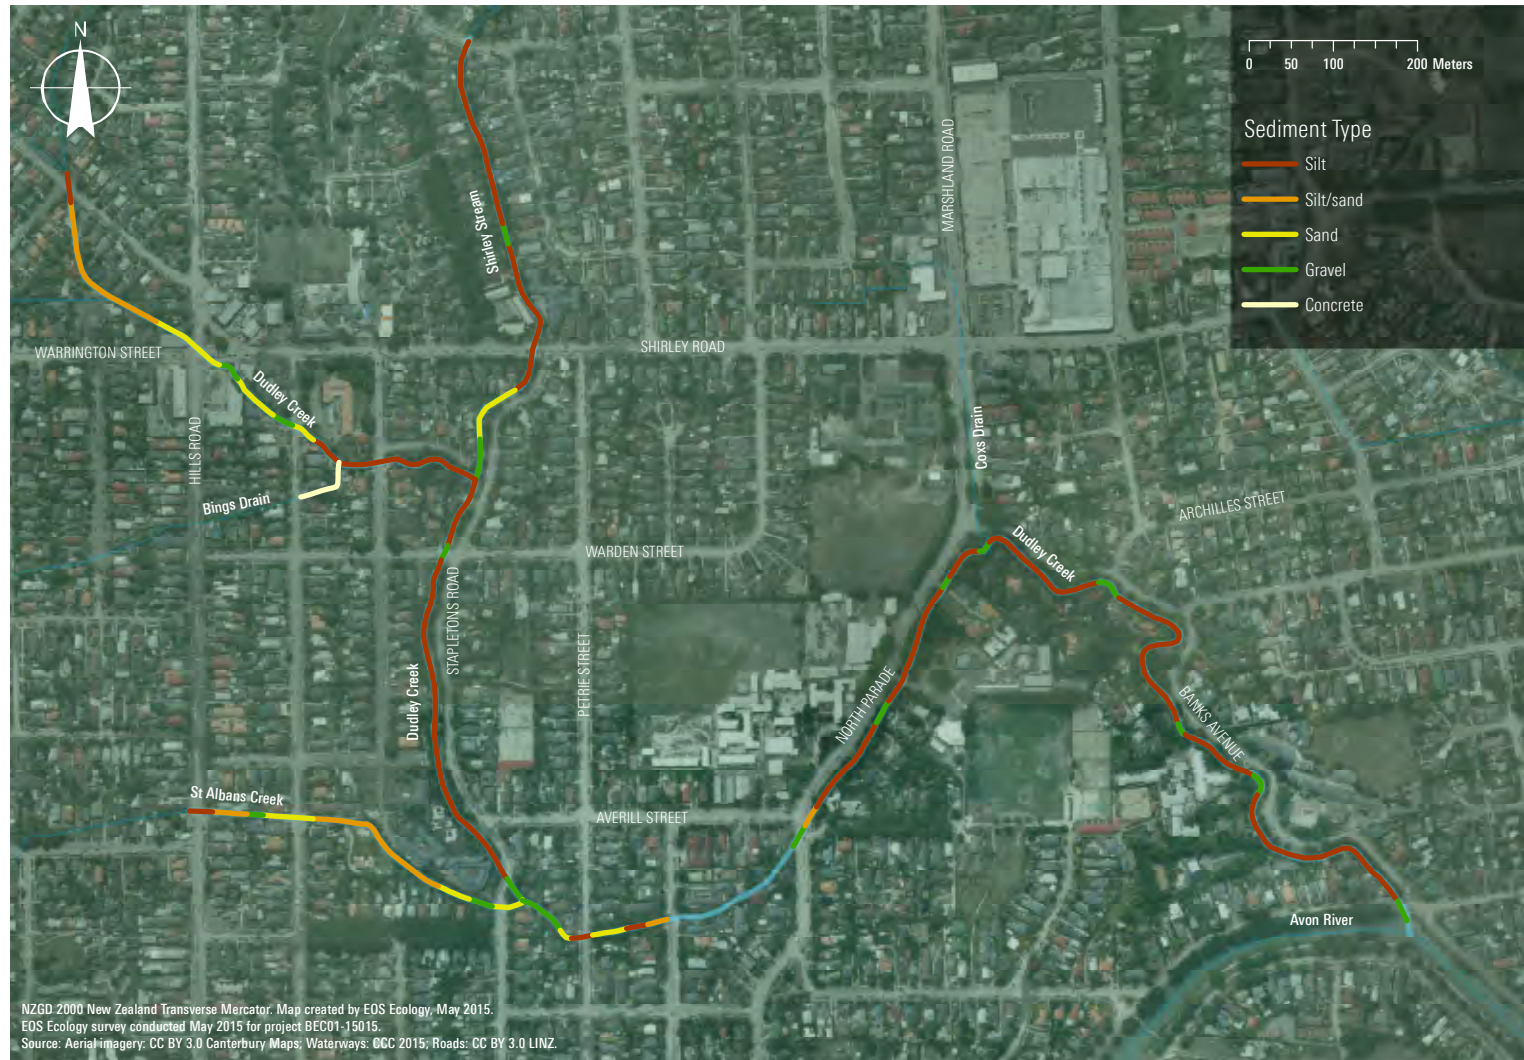 N
0 50 100 200 Meters
Sediment Type
Silt
Silt/sand
Sand
Gravel
Concrete
MARSHLAND ROAD
Shirley Stream
WARRINGTON STREET
SHIRLEY ROAD
Dudley Creek
HILLS ROAD
Coxs Drain
Bings Drain
ARCHILLES STREET
WARDEN STREET
Dudley Creek
STAPLETONS ROAD
PETRIE STREET
Dudley Creek
NORTH PARADE
BANKS AVENUE
St Albans Creek
AVERILL STREET
Avon River
NZGD 2000 New Zealand Transverse Mercator. Map created by EOS Ecology, May 2015.
EOS Ecology survey conducted May 2015 for project BEC01-15015.
Source: Aerial imagery: CC BY 3.0 Canterbury Maps; Waterways: CCC 2015; Roads: CC BY 3.0 LINZ.